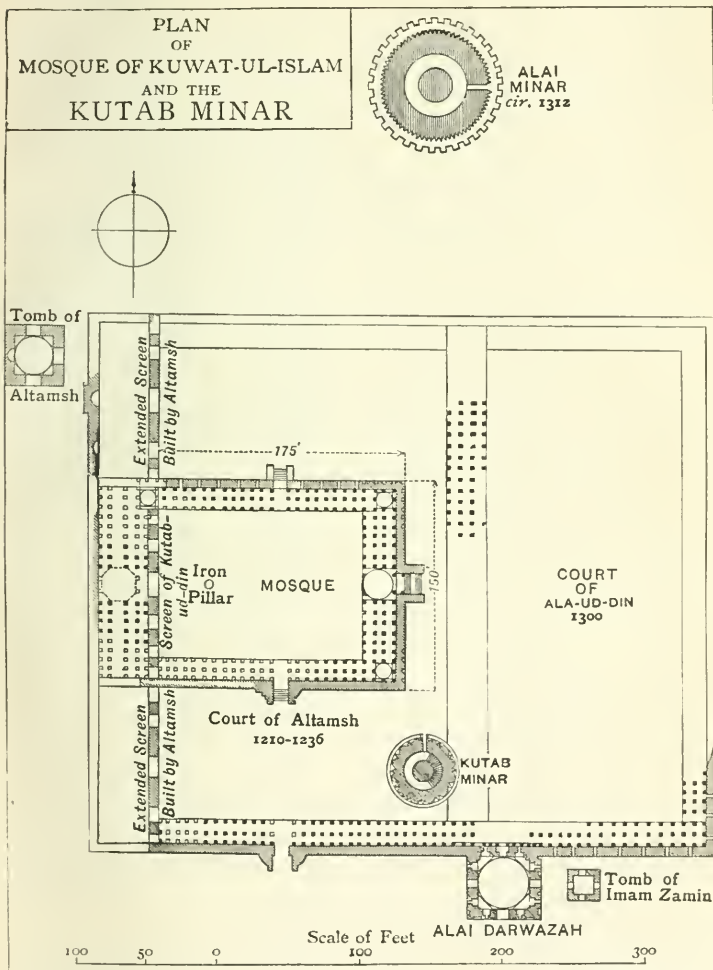 PLAN
OF
MOSQUE OF KUWAT-UL-ISLAM
AND THE
KUTAB MINAR
ALAI
MINAR
cir. 1312
Tomb of
Altamsh
Extended Screen
Built by Altamsh
175'
Screen of Kutab-
ud-din
Iron
Pillar
MOSQUE
150'
COURT
OF
ALA-UD-DIN
1300
Extended Screen
Built by Altamsh
Court of Altamsh
1210-1236
KUTAB
MINAR
Tomb of
Imam Zamin
ALAI DARWAZAH
Scale of Feet
100 50 0 100 200 300